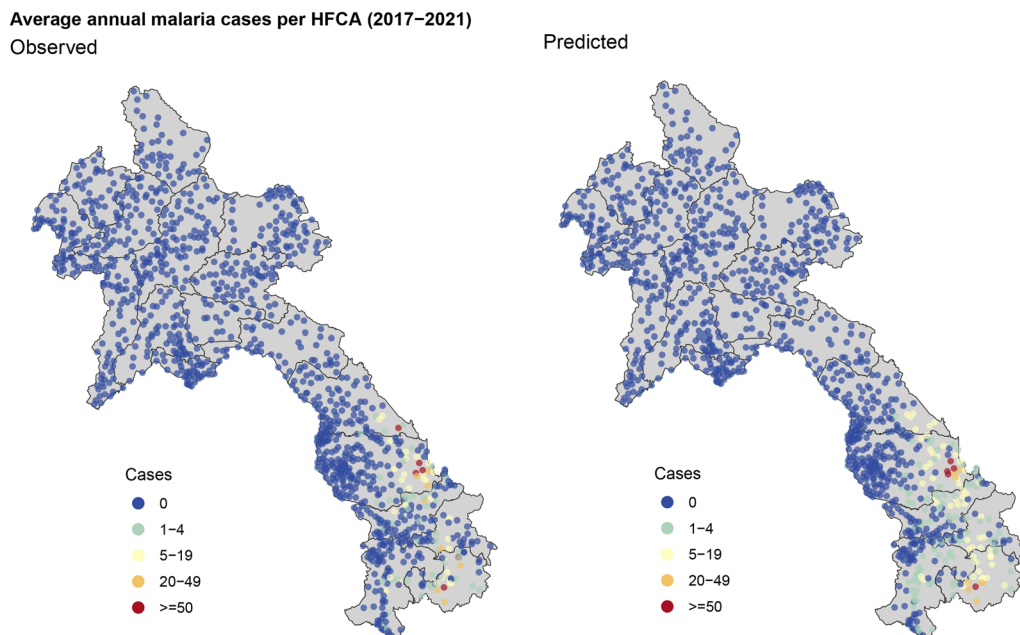 Average annual malaria cases per HFCA (2017−2021)
Observed
Predicted
Cases
0
1−4
5−19
20−49
>=50
Cases
0
1−4
5−19
20−49
>=50